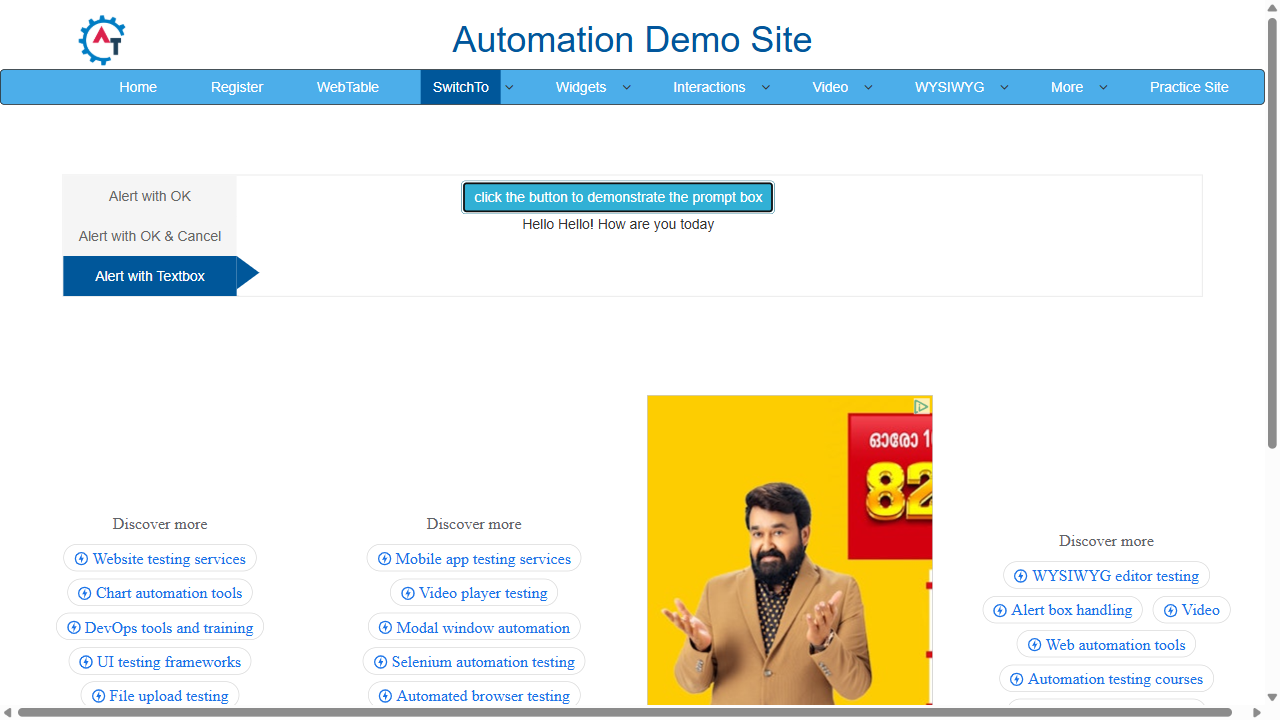 AT
Automation Demo Site
Home Register WebTable SwitchTo Widgets Interactions Video WYSIWYG More Practice Site
Alert with OK
Alert with OK & Cancel
Alert with Textbox
click the button to demonstrate the prompt box
Hello Hello! How are you today
Discover more
Website testing services
Chart automation tools
DevOps tools and training
UI testing frameworks
File upload testing
Discover more
Mobile app testing services
Video player testing
Modal window automation
Selenium automation testing
Automated browser testing
ഓരോ 1
82
Discover more
WYSIWYG editor testing
Alert box handling Video
Web automation tools
Automation testing courses